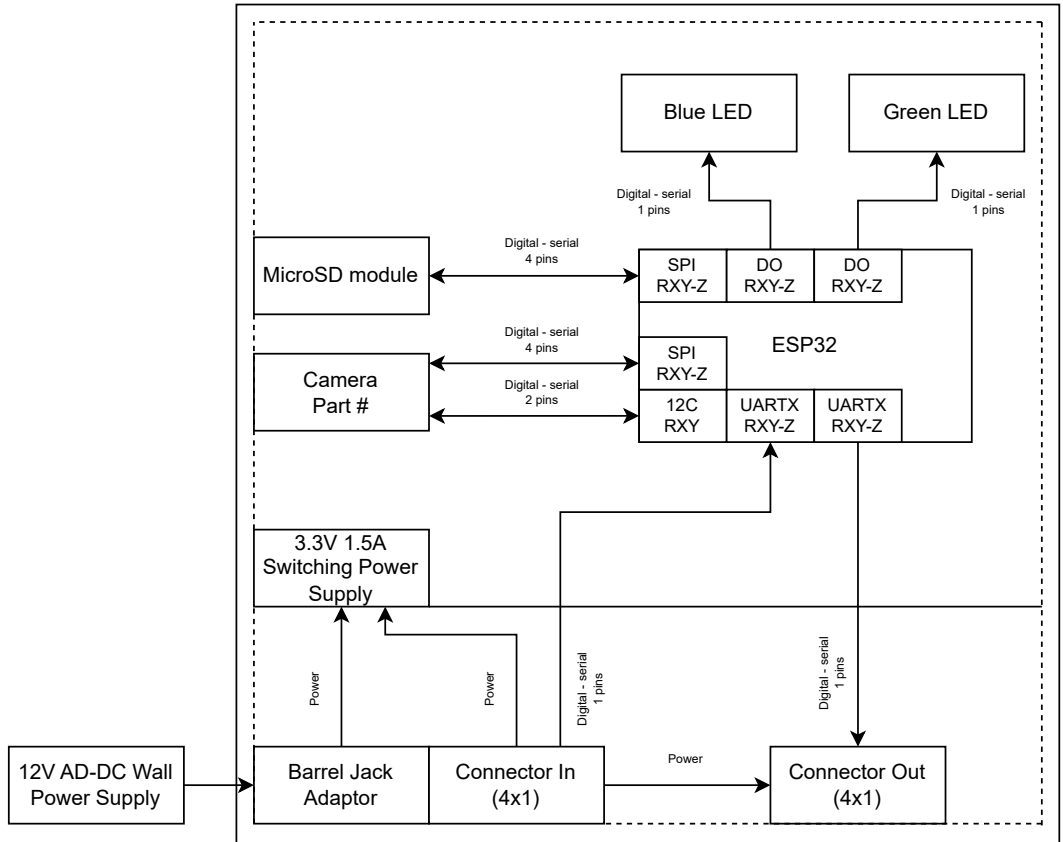 Blue LED
Green LED
Digital - serial
1 pins
Digital - serial
1 pins
MicroSD module
Digital - serial
4 pins
SPI
RXY-Z
DO
RXY-Z
DO
RXY-Z
ESP32
Camera
Part #
Digital - serial
4 pins
Digital - serial
2 pins
SPI
RXY-Z
12C
RXY
UARTX
RXY-Z
UARTX
RXY-Z
3.3V 1.5A
Switching Power
Supply
Power
Power
Digital - serial
1 pins
Digital - serial
1 pins
12V AD-DC Wall
Power Supply
Barrel Jack
Adaptor
Connector In
(4x1)
Power
Connector Out
(4x1)